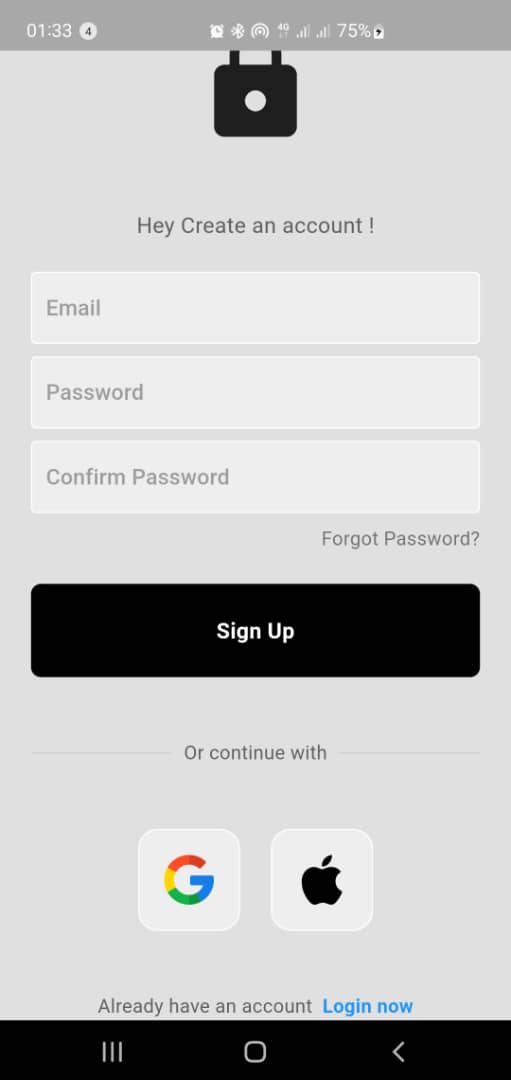 01:33 4 4G 75%
Hey Create an account !
Email
Password
Confirm Password
Forgot Password?
Sign Up
Or continue with
Already have an account Login now